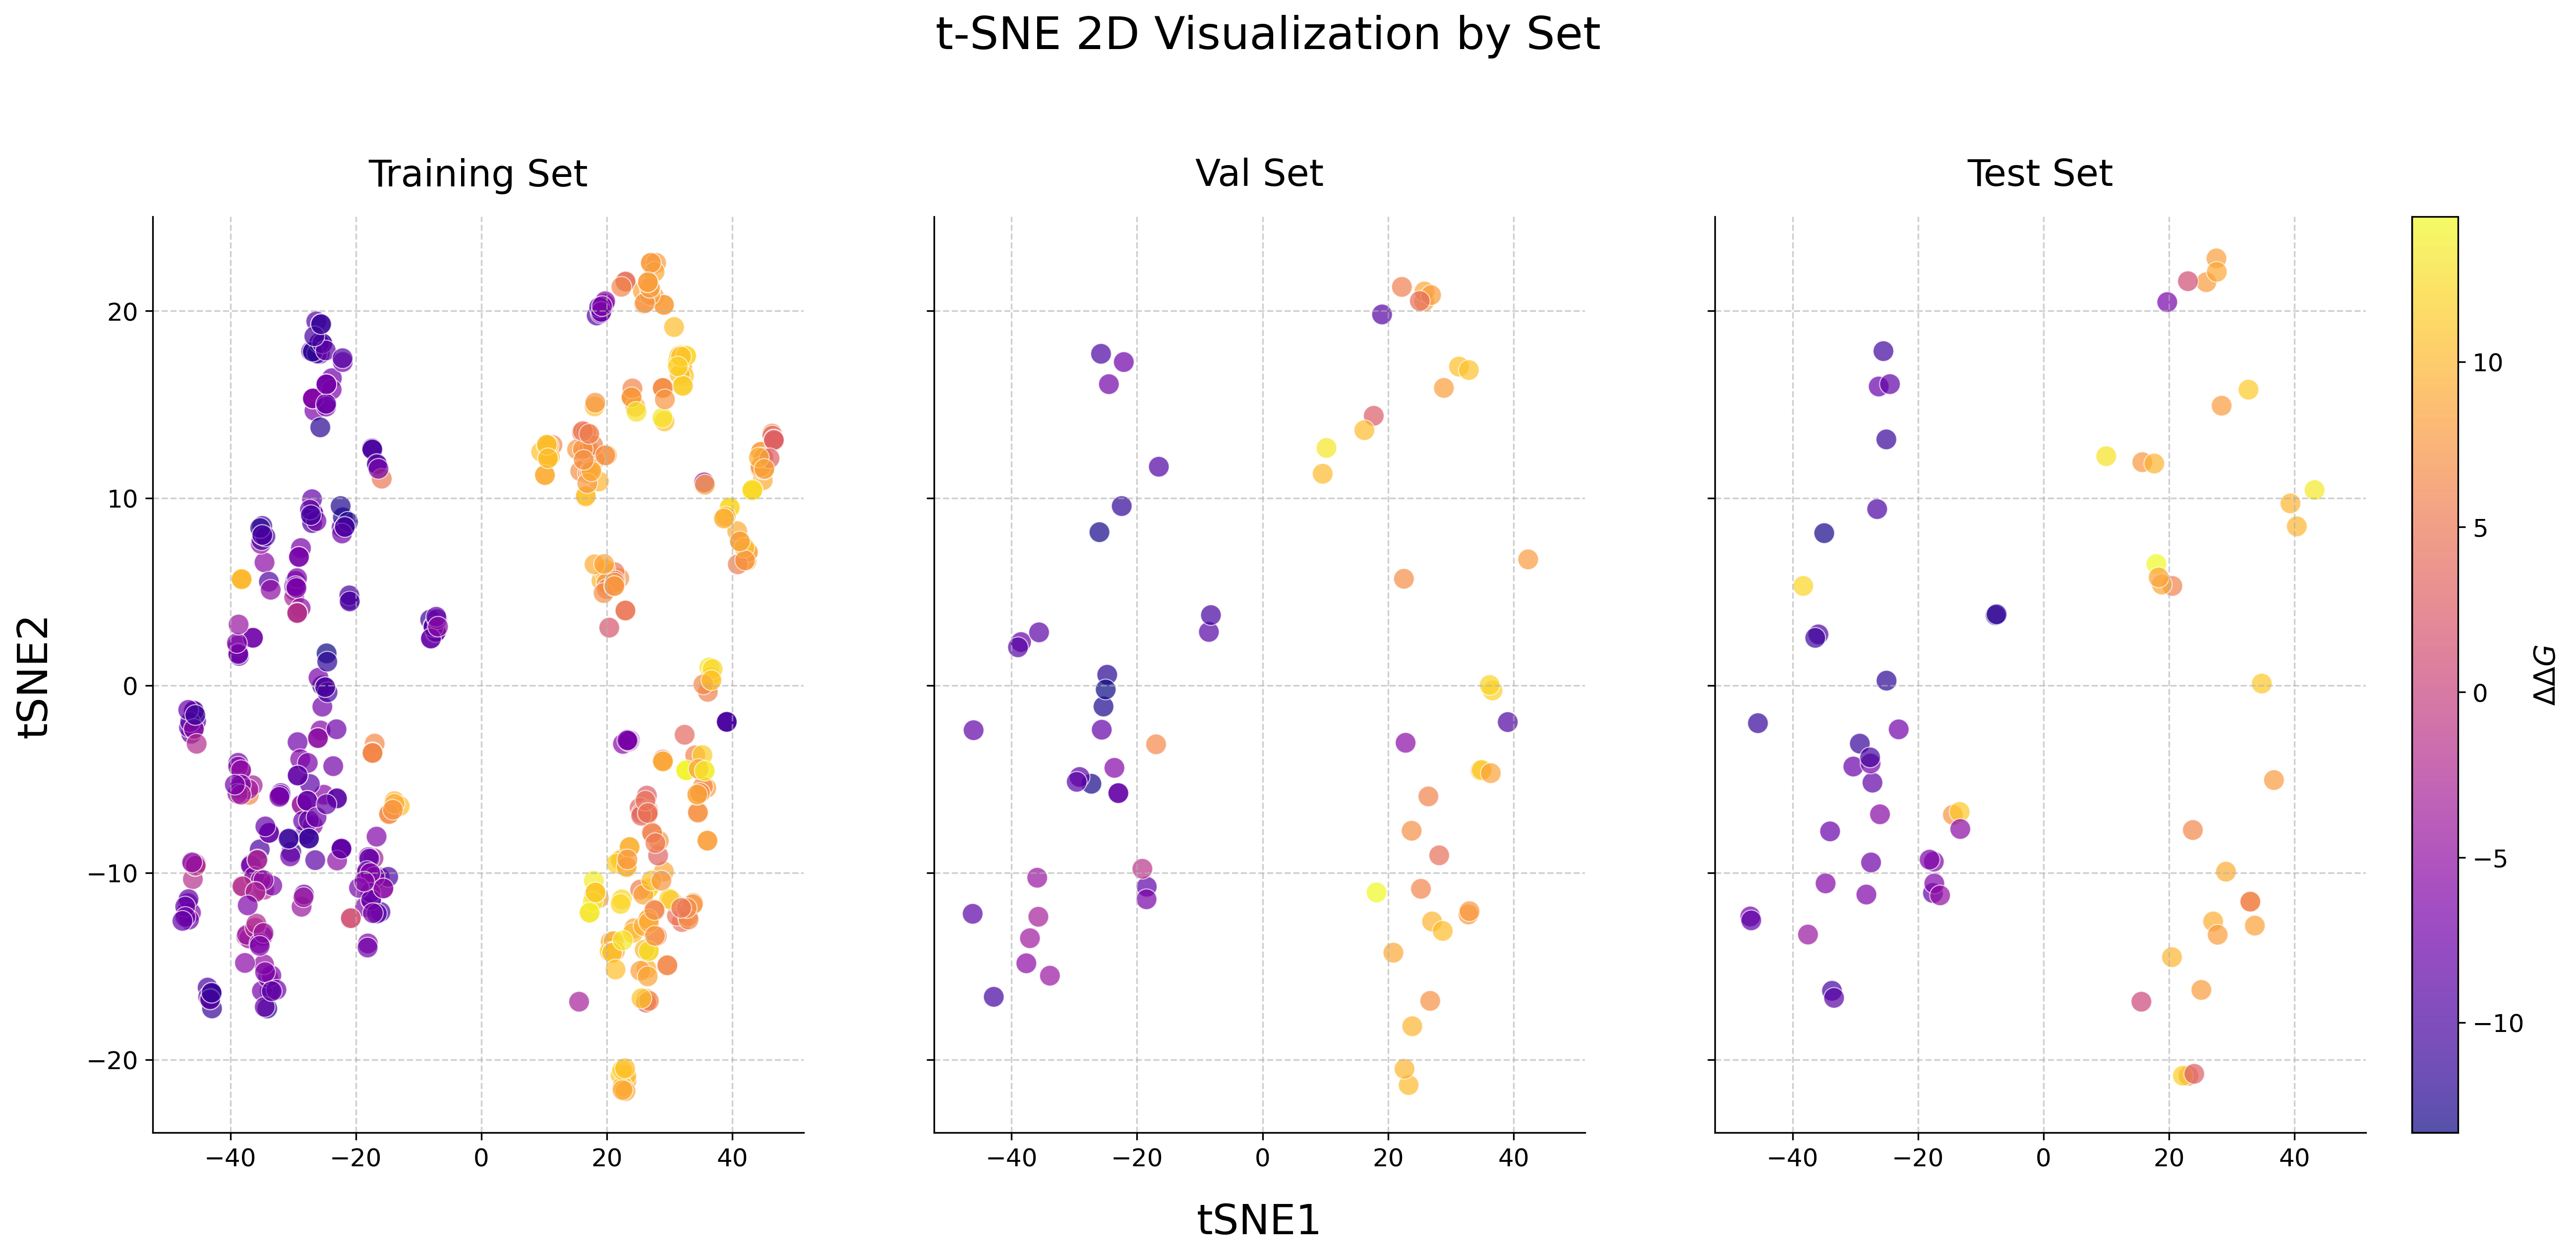 t-SNE 2D Visualization by Set
Training Set
Val Set
Test Set
20
10
0
−10
−20
tSNE2
−40 −20 0 20 40
−40 −20 0 20 40
−40 −20 0 20 40
tSNE1
10
5
0
−5
−10
ΔΔG